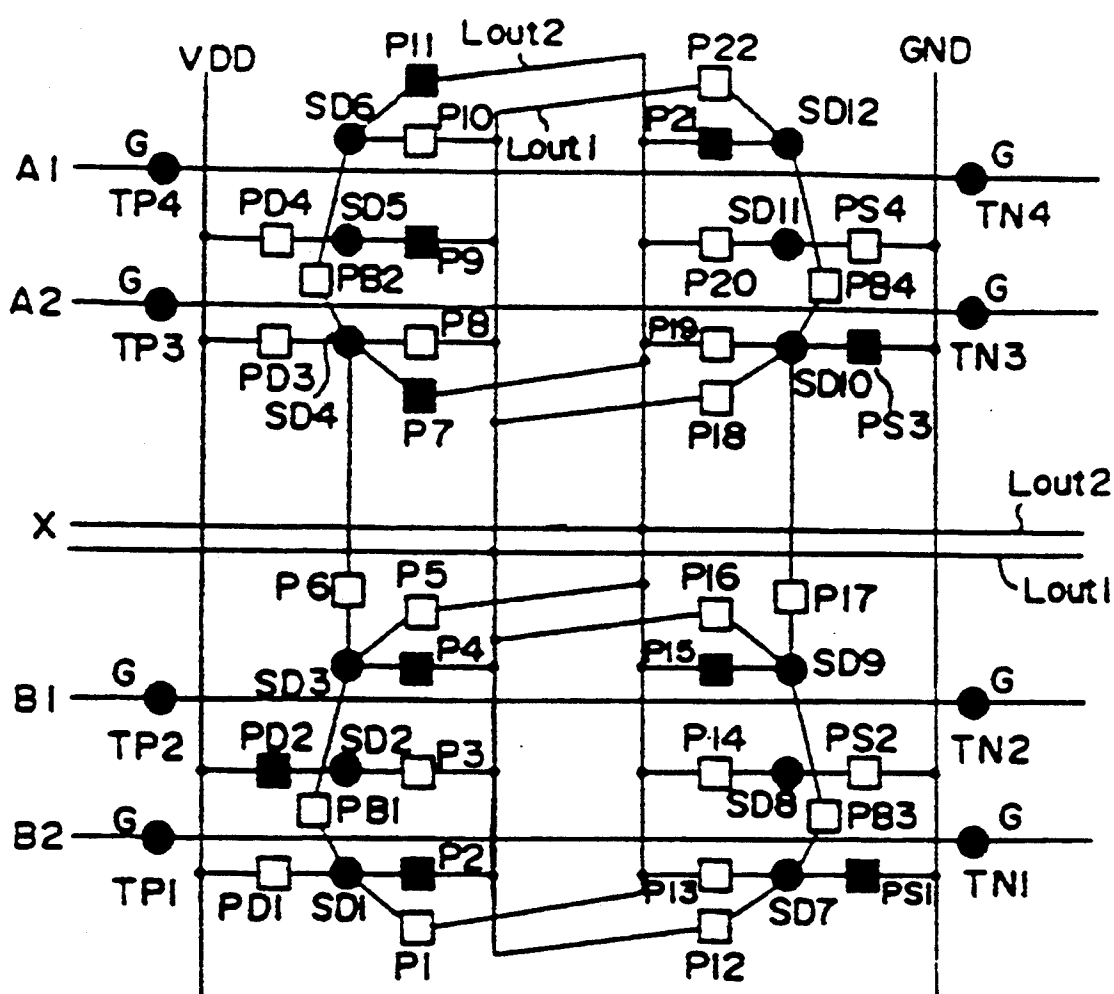 VDD P11 Lout2 P22 GND
SD6 P10 Lout1 P21 SD12
A1 G TP4 G TN4
PD4 SD5 P9 SD11 PS4 P20
PB2 PB4
A2 G TP3 G TN3
P8 P19
PD3 SD4 P7 P18 SD10 PS3
Lout2
X
Lout1
P6 P5 P16 P17
SD3 P4 P15 SD9
B1 G TP2 G TN2
PD2 SD2 P3 P14 PS2 SD8
PB1 PB3
B2 G TP1 G TN1
P2 P13 PS1
PD1 SD1 SD7
P1 P12